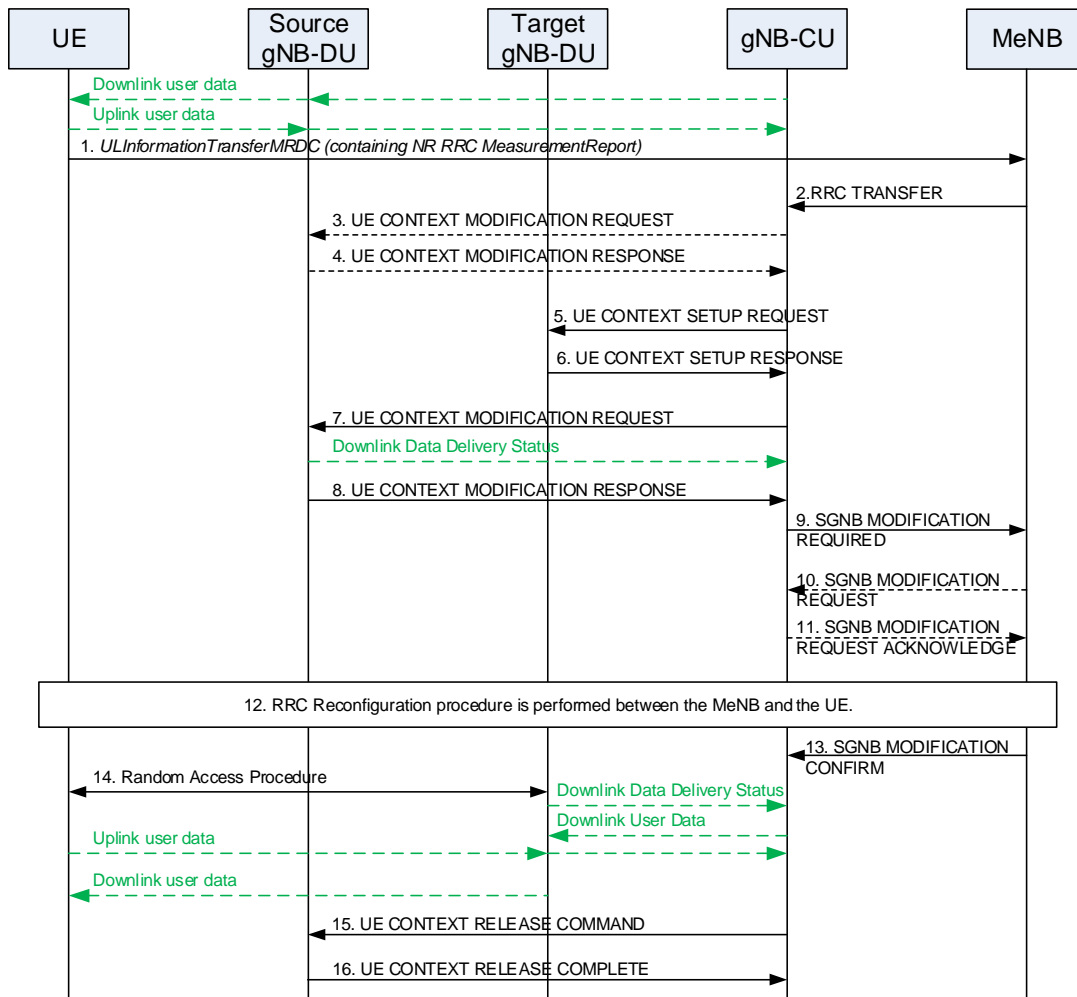 UE
Source
gNB-DU
Target
gNB-DU
gNB-CU
MeNB
Downlink user data
Uplink user data
1. ULInformationTransferMRDC (containing NR RRC MeasurementReport)
2.RRC TRANSFER
3. UE CONTEXT MODIFICATION REQUEST
4. UE CONTEXT MODIFICATION RESPONSE
5. UE CONTEXT SETUP REQUEST
6. UE CONTEXT SETUP RESPONSE
7. UE CONTEXT MODIFICATION REQUEST
Downlink Data Delivery Status
8. UE CONTEXT MODIFICATION RESPONSE
9. SGNB MODIFICATION
REQUIRED
10. SGNB MODIFICATION
REQUEST
11. SGNB MODIFICATION
REQUEST ACKNOWLEDGE
12. RRC Reconfiguration procedure is performed between the MeNB and the UE.
13. SGNB MODIFICATION
CONFIRM
14. Random Access Procedure
Downlink Data Delivery Status
Downlink User Data
Uplink user data
Downlink user data
15. UE CONTEXT RELEASE COMMAND
16. UE CONTEXT RELEASE COMPLETE